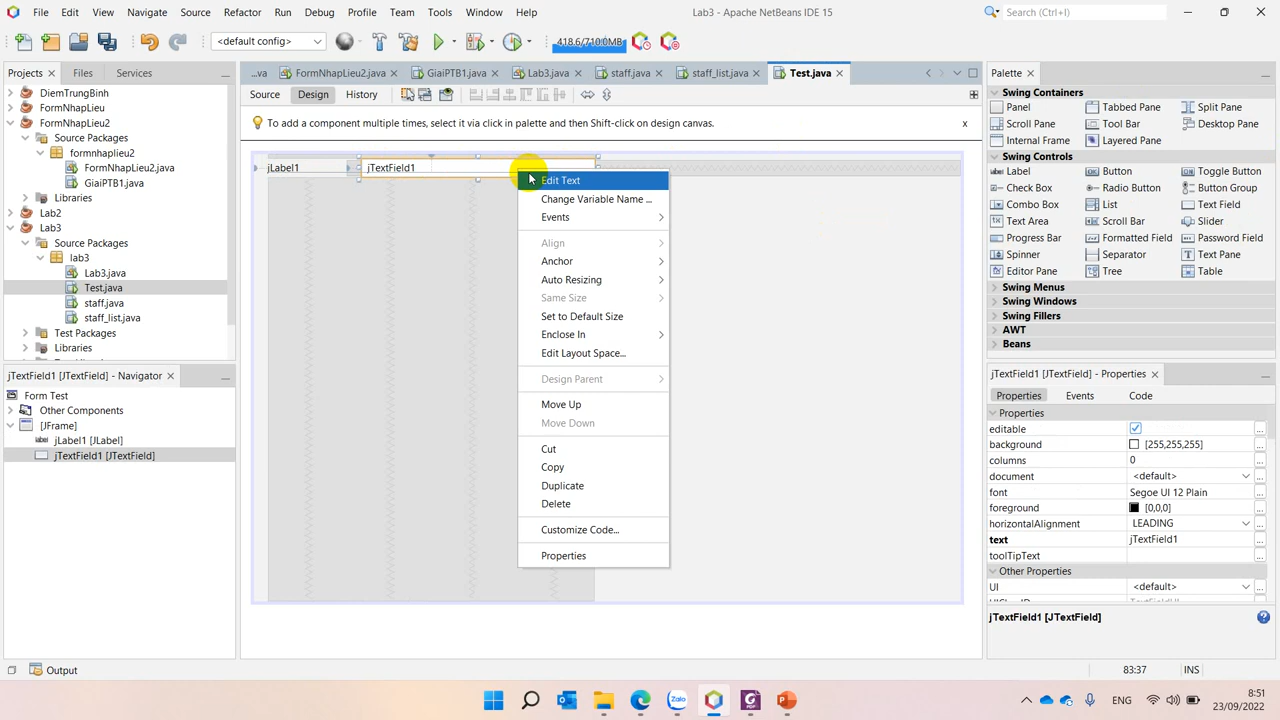 File Edit View Navigate Source Refactor Run Debug Profile Team Tools Window Help
Lab3 - Apache NetBeans IDE 15
Search (Ctrl+I)
<default config>
418.6/710.0MB
Projects
Files
Services
DiemTrungBinh
FormNhapLieu
FormNhapLieu2
Source Packages
formnhaplieu2
FormNhapLieu2.java
GiaiPTB1.java
Libraries
Lab2
Lab3
Source Packages
lab3
Lab3.java
Test.java
staff.java
staff_list.java
Test Packages
Libraries
jTextField1 [JTextField] - Navigator
Form Test
Other Components
[JFrame]
jLabel1 [JLabel]
jTextField1 [JTextField]
Output
...va
FormNhapLieu2.java
GiaiPTB1.java
Lab3.java
staff.java
staff_list.java
Test.java
Source
Design
History
To add a component multiple times, select it via click in palette and then Shift-click on design canvas.
x
jLabel1
jTextField1
Edit Text
Change Variable Name ...
Events
Align
Anchor
Auto Resizing
Same Size
Set to Default Size
Enclose In
Edit Layout Space...
Design Parent
Move Up
Move Down
Cut
Copy
Duplicate
Delete
Customize Code...
Properties
Palette
Swing Containers
Panel Tabbed Pane Split Pane
Scroll Pane Tool Bar Desktop Pane
Internal Frame Layered Pane
Swing Controls
Label Button Toggle Button
Check Box Radio Button Button Group
Combo Box List Text Field
Text Area Scroll Bar Slider
Progress Bar Formatted Field Password Field
Spinner Separator Text Pane
Editor Pane Tree Table
Swing Menus
Swing Windows
Swing Fillers
AWT
Beans
jTextField1 [JTextField] - Properties
Properties
Events
Code
Properties
editable
background [255,255,255]
columns 0
document <default>
font Segoe UI 12 Plain
foreground [0,0,0]
horizontalAlignment LEADING
text jTextField1
toolTipText
Other Properties
UI <default>
jTextField1 [JTextField]
83:37
INS
ENG
8:51
23/09/2022